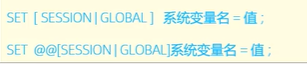 SET [ SESSION | GLOBAL ] 系统变量名 = 值 ;
SET @@[SESSION | GLOBAL]系统变量名 = 值 ;